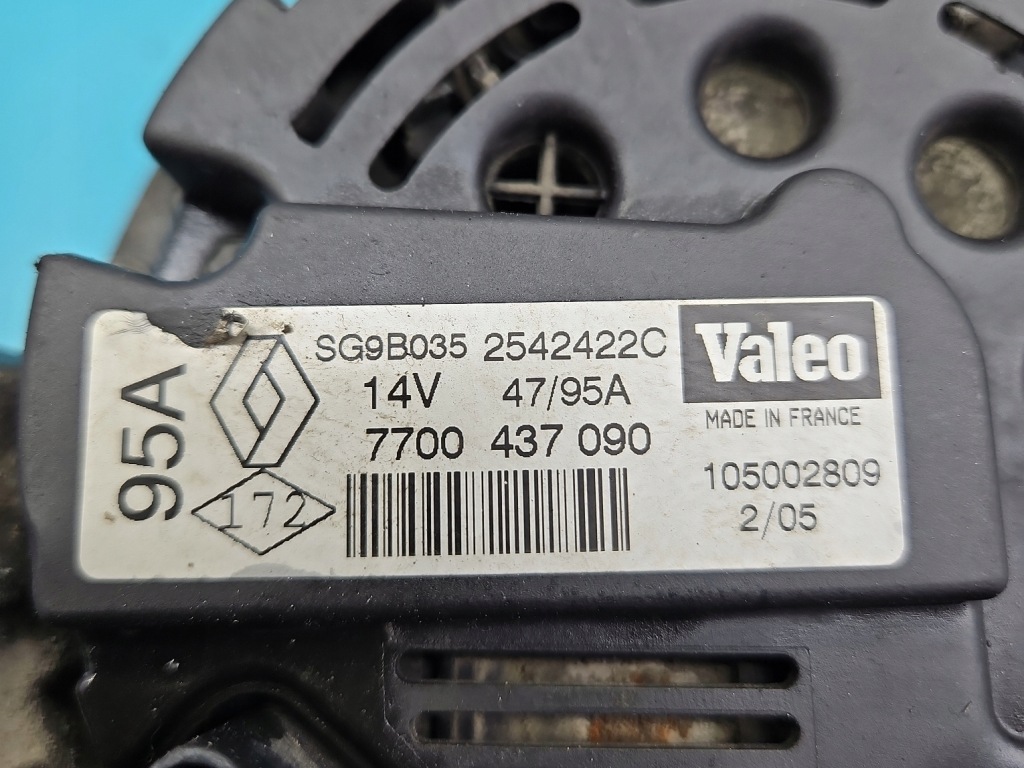 95A
SG9B035 2542422C
14V 47/95A
7700 437 090
172
Valeo
MADE IN FRANCE
105002809
2/05